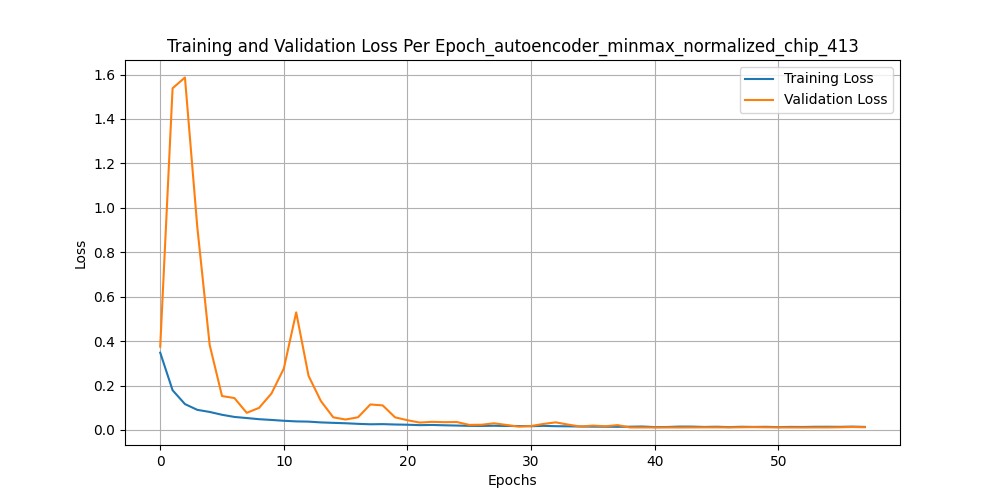 Training and Validation Loss Per Epoch_autoencoder_minmax_normalized_chip_413
Training Loss
Validation Loss
1.6
1.4
1.2
1.0
0.8
0.6
0.4
0.2
0.0
Loss
0 10 20 30 40 50
Epochs